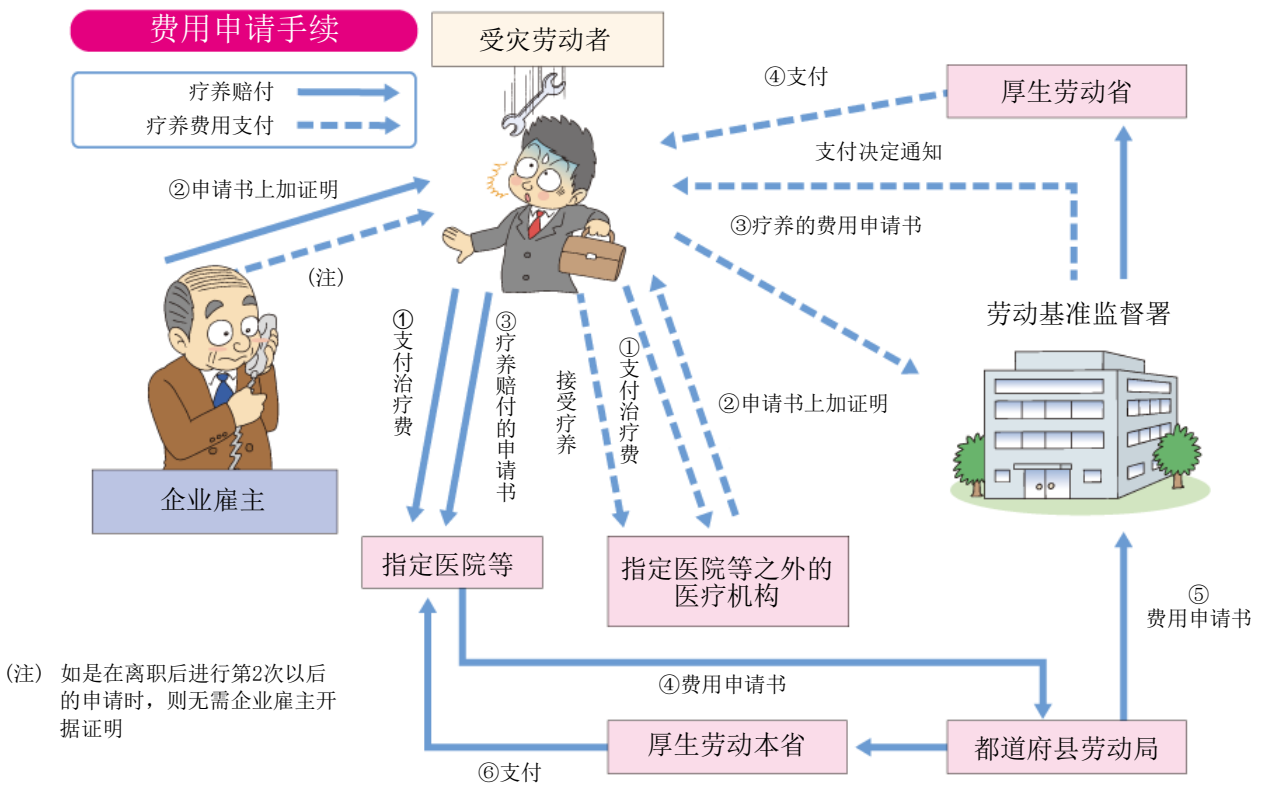 费用申请手续
疗养赔付
疗养费用支付
受灾劳动者
④支付
厚生劳动省
支付决定通知
②申请书上加证明
③疗养的费用申请书
(注)
劳动基准监督署
①支付治疗费
③疗养赔付的申请书
接受疗养
①支付治疗费
②申请书上加证明
企业雇主
指定医院等
指定医院等之外的
医疗机构
⑤
费用申请书
(注) 如是在离职后进行第2次以后
的申请时，则无需企业雇主开
据证明
④费用申请书
厚生劳动本省
都道府县劳动局
⑥支付